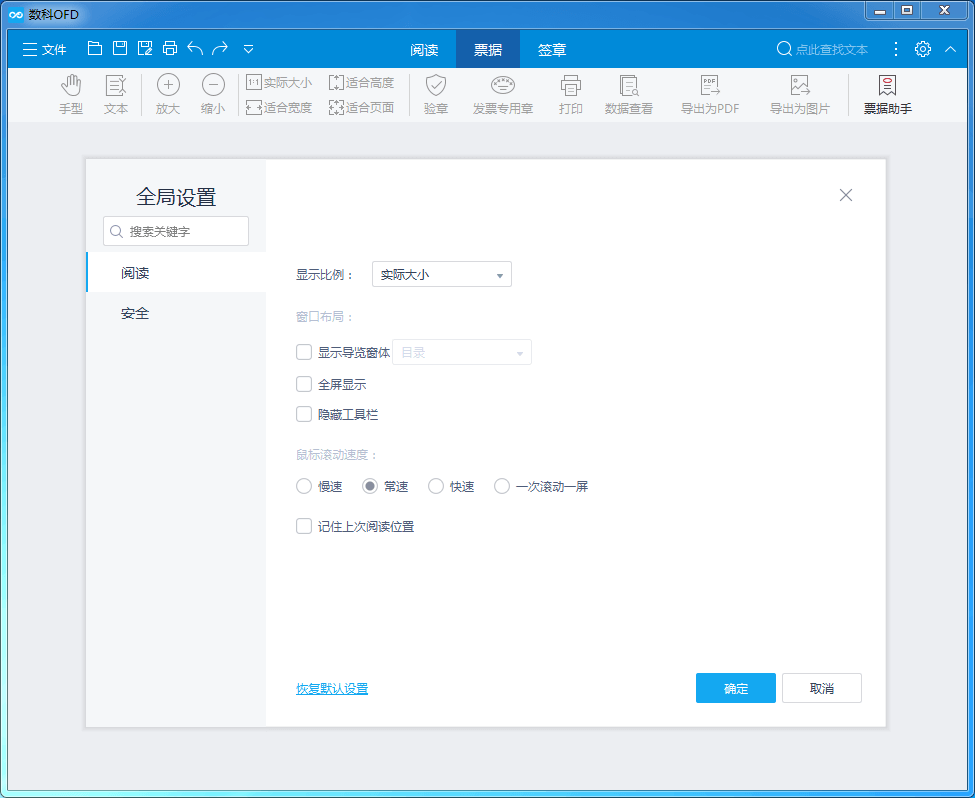 数科OFD
文件
阅读 票据 签章
点此查找文本
手型 文本 放大 缩小
1:1 实际大小 适合高度
适合宽度 适合页面
验章 发票专用章 打印 数据查看
PDF
导出为PDF 导出为图片 票据助手
全局设置
搜索关键字
阅读
安全
显示比例： 实际大小
窗口布局：
显示导览窗体 目录
全屏显示
隐藏工具栏
鼠标滚动速度：
慢速 常速 快速 一次滚动一屏
记住上次阅读位置
恢复默认设置
确定 取消